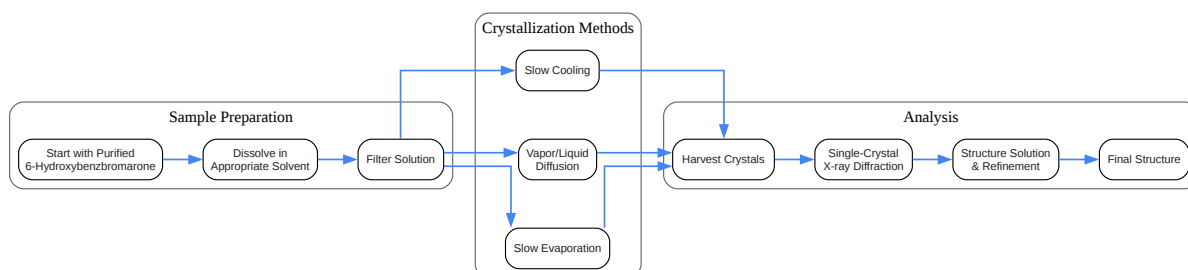 Crystallization Methods
Slow Cooling
Sample Preparation
Start with Purified
6-Hydroxybenzbromarone
Dissolve in
Appropriate Solvent
Filter Solution
Vapor/Liquid
Diffusion
Slow Evaporation
Analysis
Harvest Crystals
Single-Crystal
X-ray Diffraction
Structure Solution
& Refinement
Final Structure